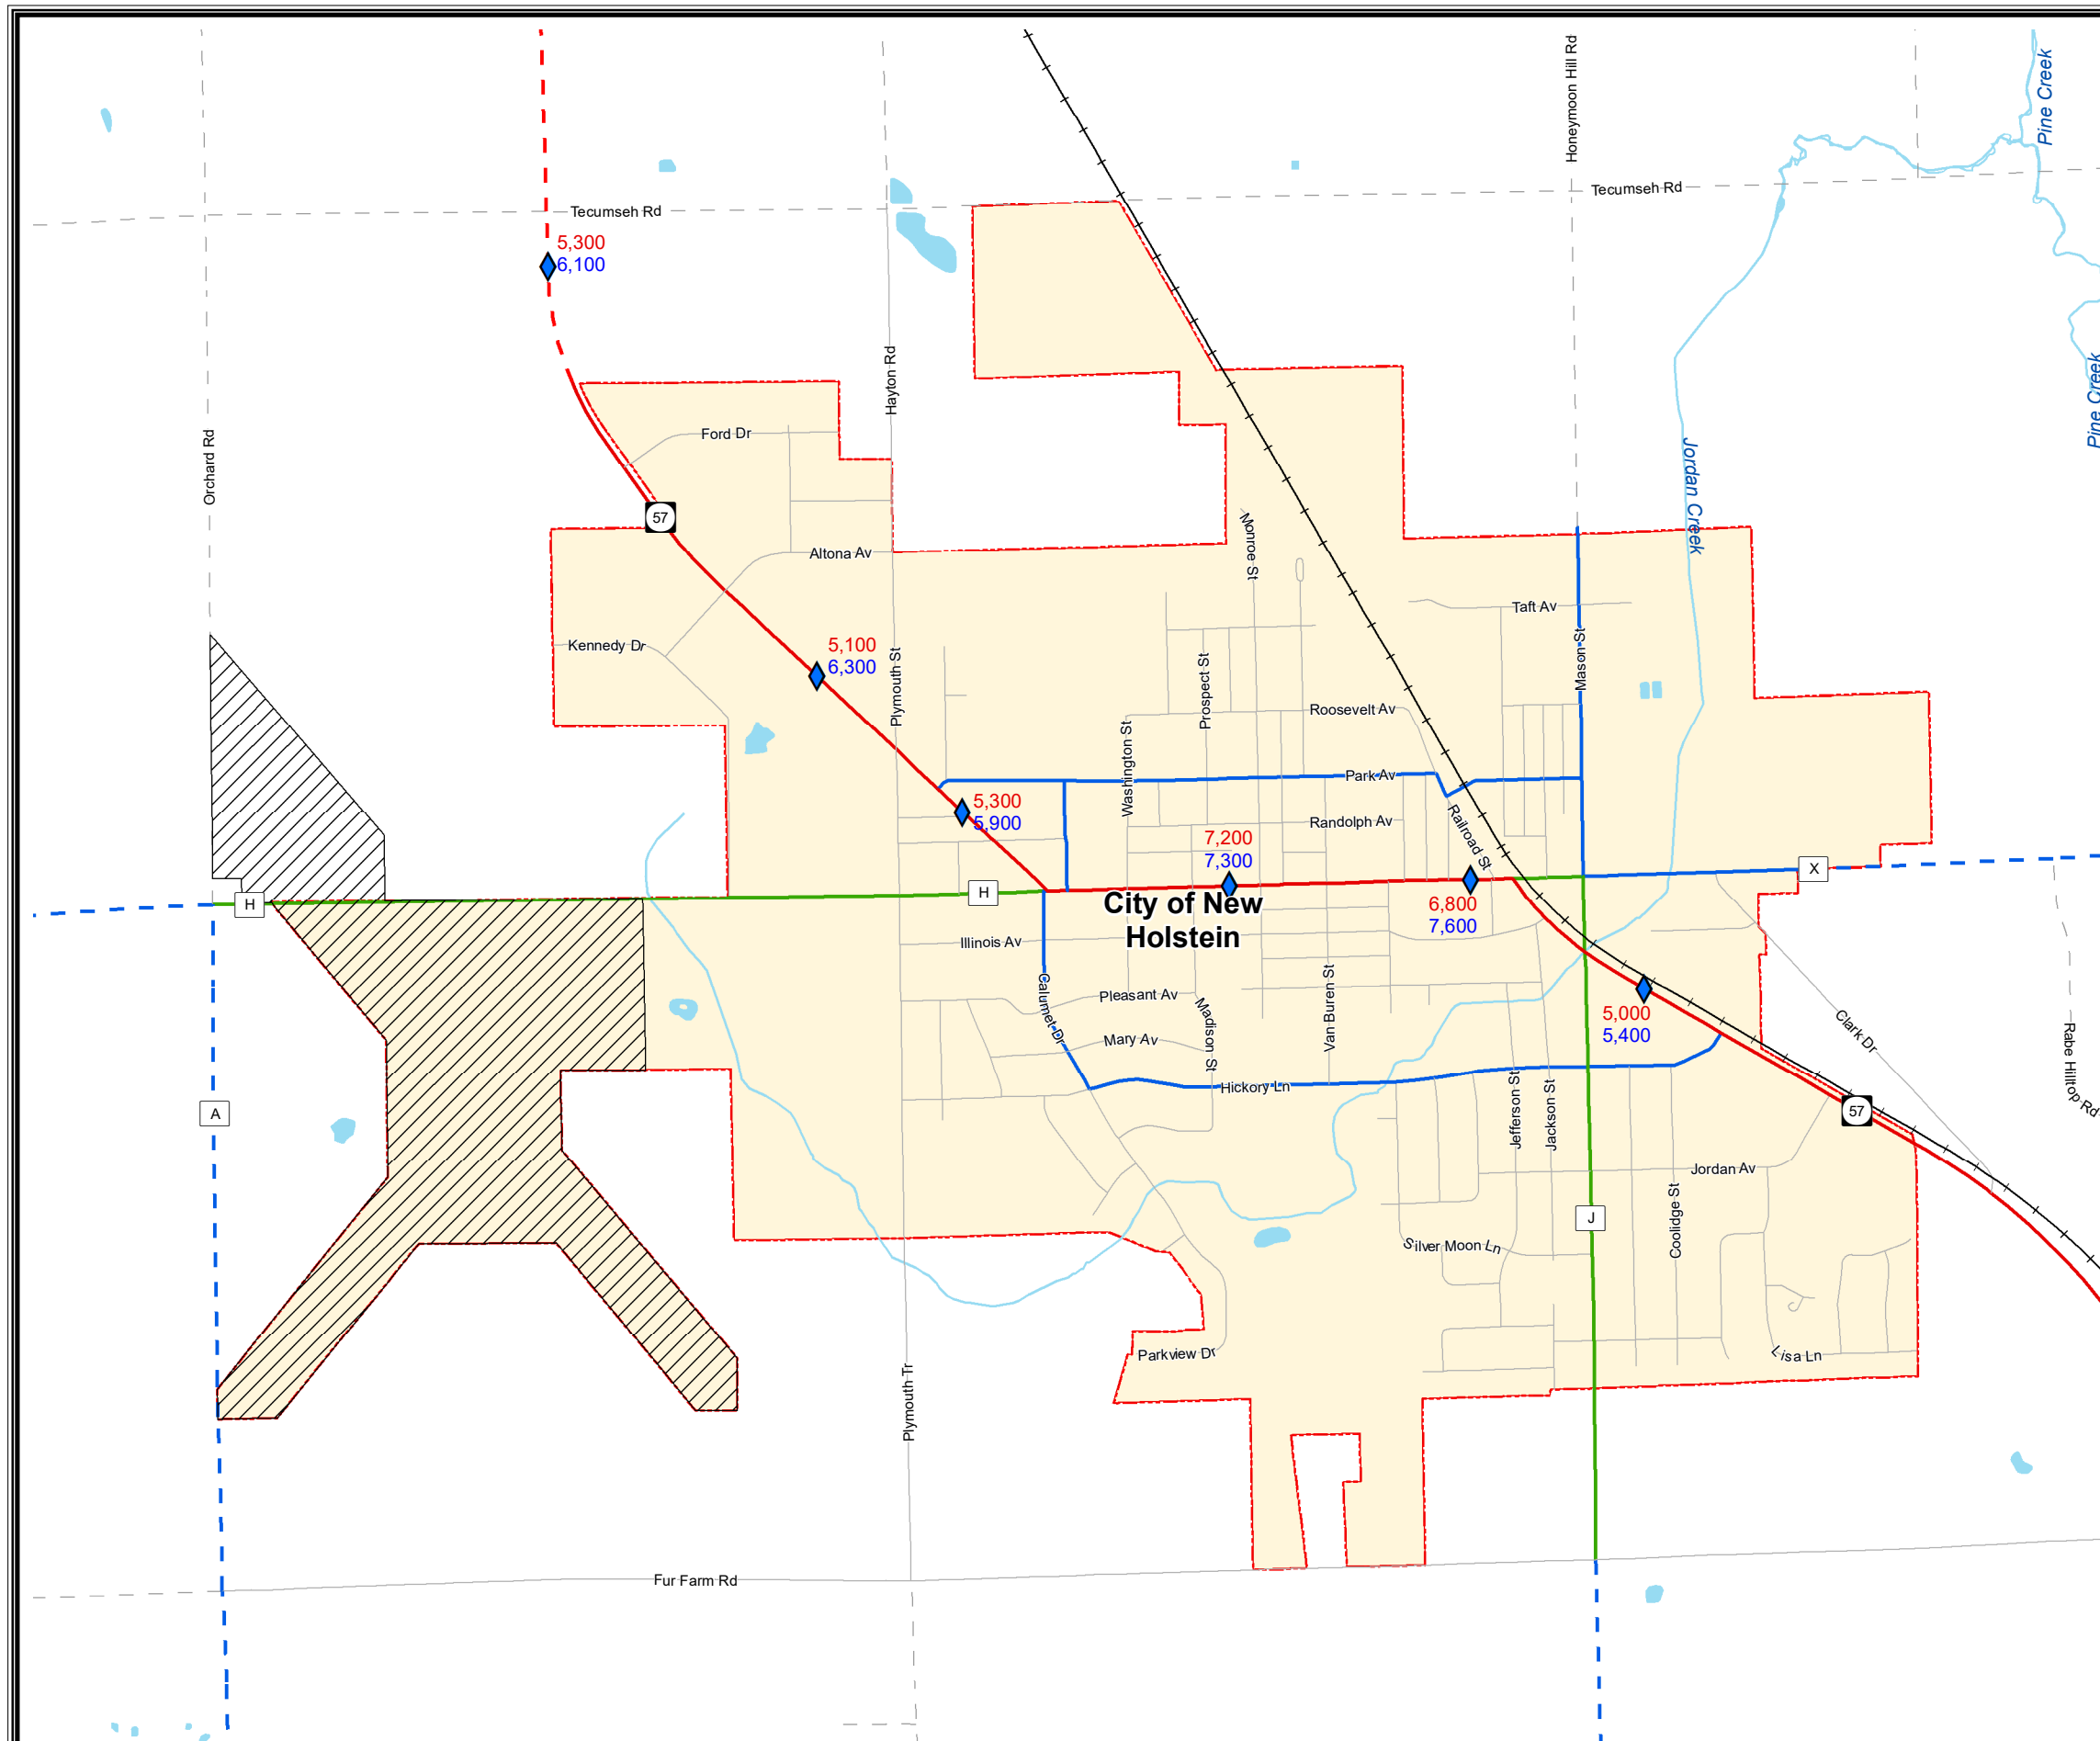 Honeymoon Hill Rd
Pine Creek
Tecumseh Rd
Tecumseh Rd
5,300
6,100
Hayton Rd
Pine Creek
Orchard Rd
Ford Dr
Jordan Creek
57
Monroe St
Altona Av
Taft Av
Kennedy Dr
5,100
6,300
Plymouth St
Prospect St
Mason St
Roosevelt Av
Washington St
Park Av
5,300
5,900
Randolph Av
Railroad St
7,200
7,300
X
H
H
City of New
Holstein
6,800
7,600
Illinois Av
Calumet Dr
Pleasant Av
Madison St
Van Buren St
5,000
5,400
Clark Dr
Rabe Hilltop Rd
Mary Av
Hickory Ln
A
57
Jefferson St
Jackson St
Jordan Av
J
Coolidge St
Silver Moon Ln
Parkview Dr
Lisa Ln
Plymouth Tr
Fur Farm Rd